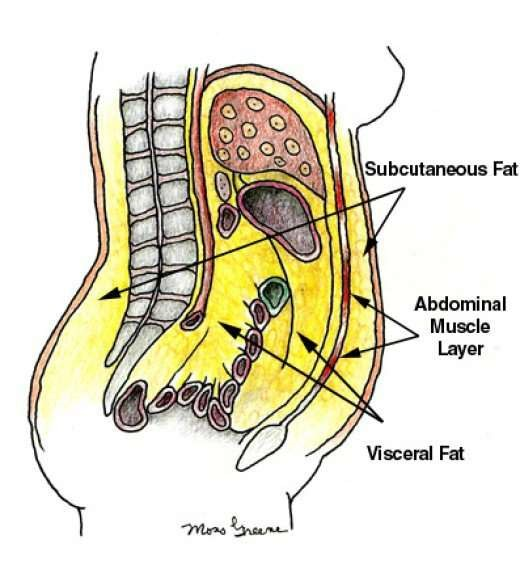 Subcutaneous Fat
Abdominal
Muscle
Layer
Visceral Fat
Moss Greene